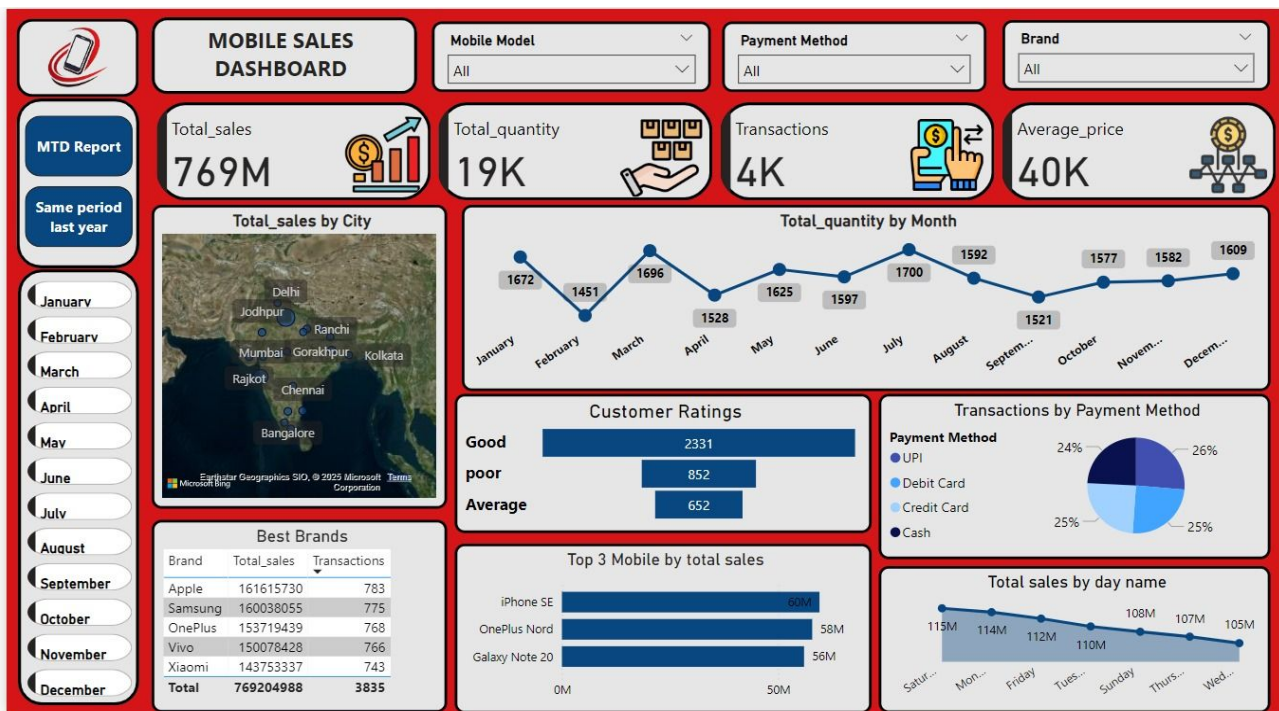 MOBILE SALES
DASHBOARD
Mobile Model
All
Payment Method
All
Brand
All
MTD Report
Same period
last year
Total_sales
769M
Total_quantity
19K
Transactions
4K
Average_price
40K
January
February
March
April
May
June
July
August
September
October
November
December
Total_sales by City
Delhi
Jodhpur
Ranchi
Mumbai
Gorakhpur
Kolkata
Rajkot
Chennai
Bangalore
Microsoft Bing
Earthstar Geographics SIO, © 2025 Microsoft Terms
Corporation
Total_quantity by Month
1672
1451
1696
1528
1625
1597
1700
1592
1521
1577
1582
1609
January
February
March
April
May
June
July
August
Septem...
October
Novem...
Decem...
Customer Ratings
Good 2331
poor 852
Average 652
Transactions by Payment Method
Payment Method
UPI
Debit Card
Credit Card
Cash
24%
26%
25%
25%
Best Brands
Brand Total_sales Transactions
Apple 161615730 783
Samsung 160038055 775
OnePlus 153719439 768
Vivo 150078428 766
Xiaomi 143753337 743
Total 769204988 3835
Top 3 Mobile by total sales
iPhone SE 60M
OnePlus Nord 58M
Galaxy Note 20 56M
0M 50M
Total sales by day name
115M
114M
112M
110M
108M
107M
105M
Satur...
Mon...
Friday
Tues...
Sunday
Thurs...
Wed...